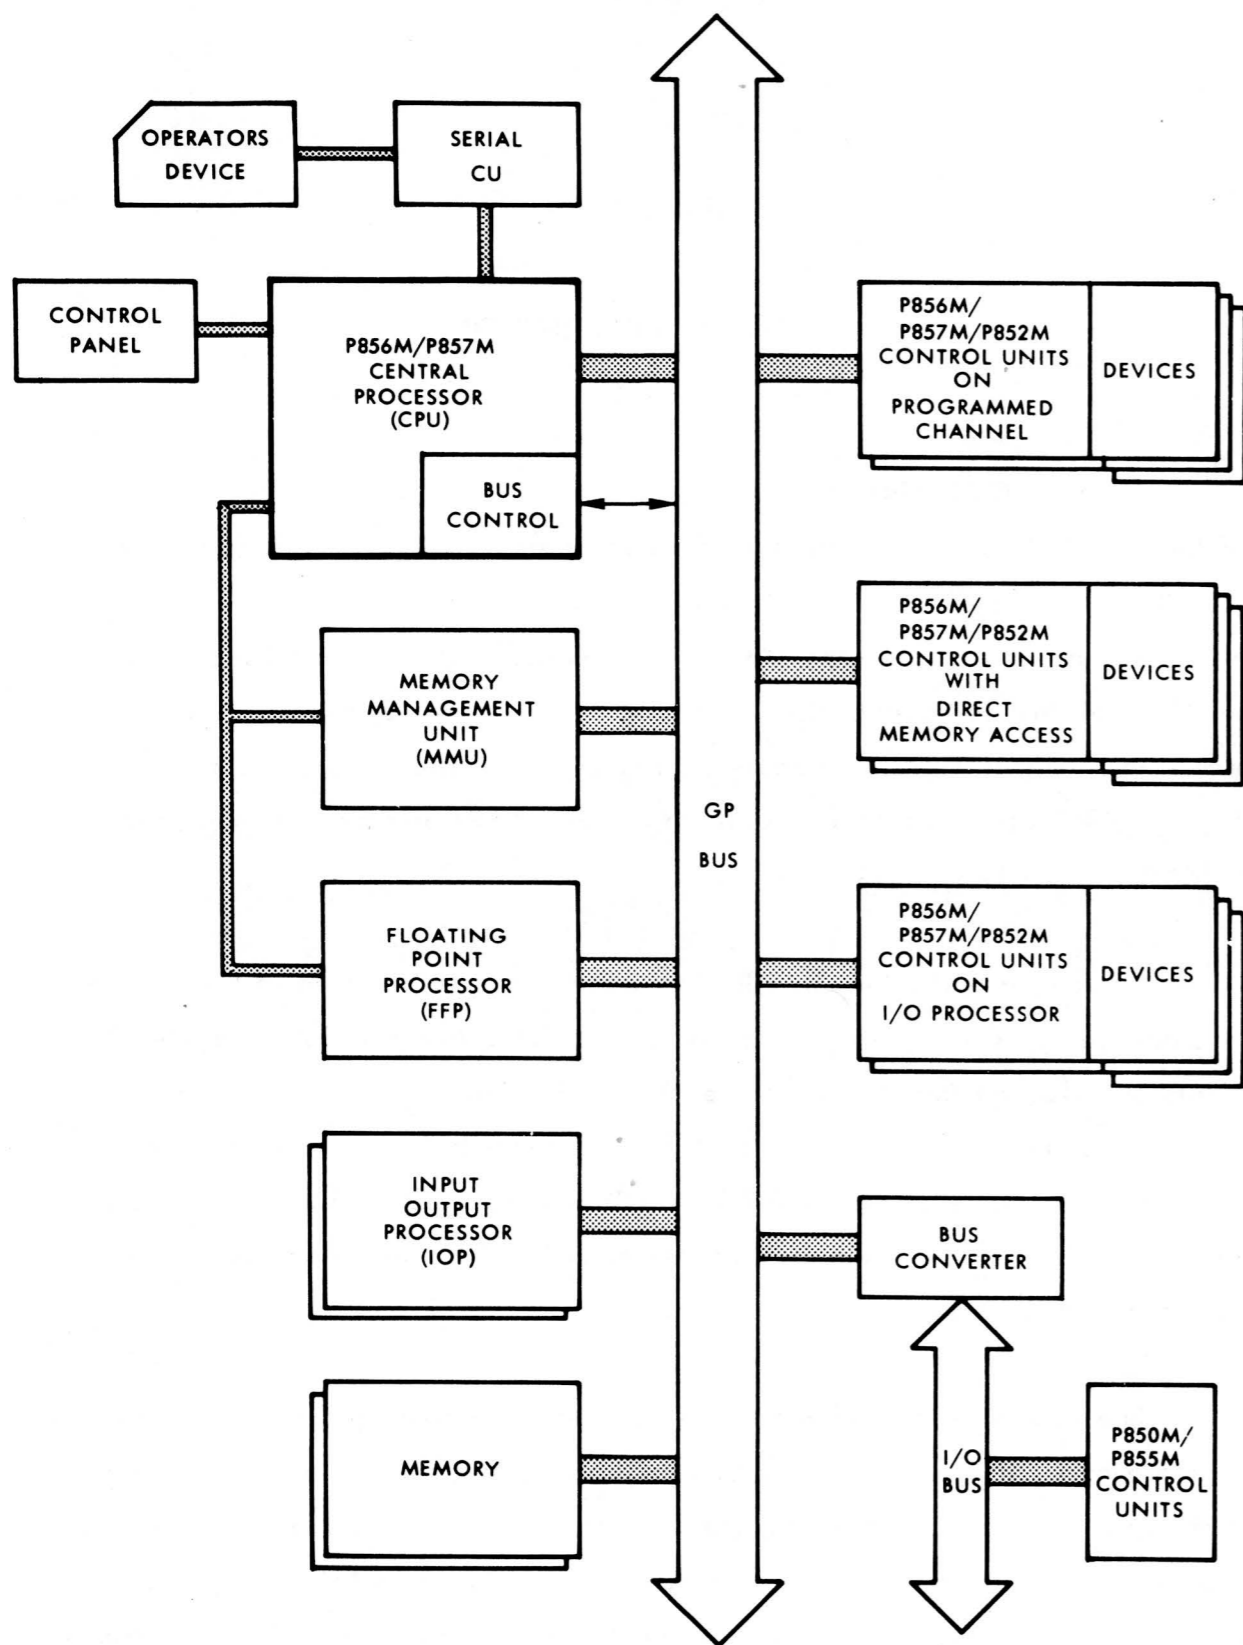 OPERATORS
DEVICE
SERIAL
CU
CONTROL
PANEL
P856M/P857M
CENTRAL
PROCESSOR
(CPU)
BUS
CONTROL
MEMORY
MANAGEMENT
UNIT
(MMU)
FLOATING
POINT
PROCESSOR
(FFP)
INPUT
OUTPUT
PROCESSOR
(IOP)
MEMORY
GP
BUS
P856M/
P857M/P852M
CONTROL UNITS
ON
PROGRAMMED
CHANNEL
DEVICES
P856M/
P857M/P852M
CONTROL UNITS
WITH
DIRECT
MEMORY ACCESS
DEVICES
P856M/
P857M/P852M
CONTROL UNITS
ON
I/O PROCESSOR
DEVICES
BUS
CONVERTER
I/O
BUS
P850M/
P855M
CONTROL
UNITS